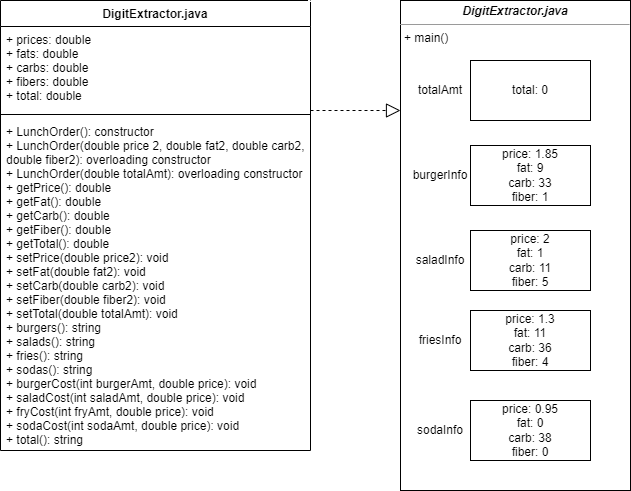 DigitExtractor.java
+ prices: double
+ fats: double
+ carbs: double
+ fibers: double
+ total: double
+ LunchOrder(): constructor
+ LunchOrder(double price 2, double fat2, double carb2,
double fiber2): overloading constructor
+ LunchOrder(double totalAmt): overloading constructor
+ getPrice(): double
+ getFat(): double
+ getCarb(): double
+ getFiber(): double
+ getTotal(): double
+ setPrice(double price2): void
+ setFat(double fat2): void
+ setCarb(double carb2): void
+ setFiber(double fiber2): void
+ setTotal(double totalAmt): void
+ burgers(): string
+ salads(): string
+ fries(): string
+ sodas(): string
+ burgerCost(int burgerAmt, double price): void
+ saladCost(int saladAmt, double price): void
+ fryCost(int fryAmt, double price): void
+ sodaCost(int sodaAmt, double price): void
+ total(): string
DigitExtractor.java
+ main()
totalAmt
total: 0
burgerInfo
price: 1.85
fat: 9
carb: 33
fiber: 1
saladInfo
price: 2
fat: 1
carb: 11
fiber: 5
friesInfo
price: 1.3
fat: 11
carb: 36
fiber: 4
sodaInfo
price: 0.95
fat: 0
carb: 38
fiber: 0